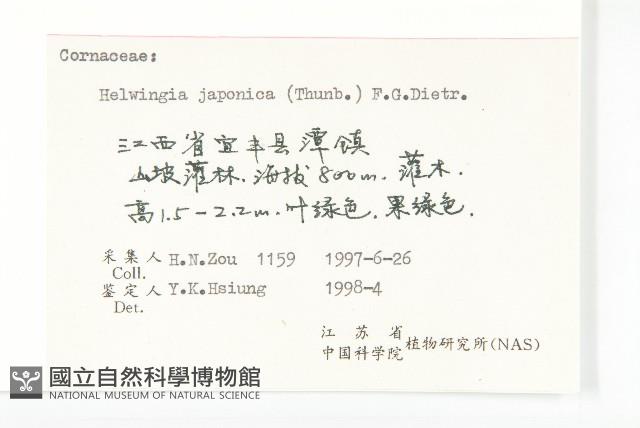 Cornaceae:
Helwingia japonica (Thunb.) F.G.Dietr.
江西省宜丰县潭镇
山坡灌林. 海拔800m. 灌木.
高1.5-2.2m. 叶绿色. 果绿色.
采集人 H.N.Zou 1159 1997-6-26
Coll.
鉴定人 Y.K.Hsiung 1998-4
Det.
江苏省
中国科学院 植物研究所(NAS)
國立自然科學博物館
NATIONAL MUSEUM OF NATURAL SCIENCE